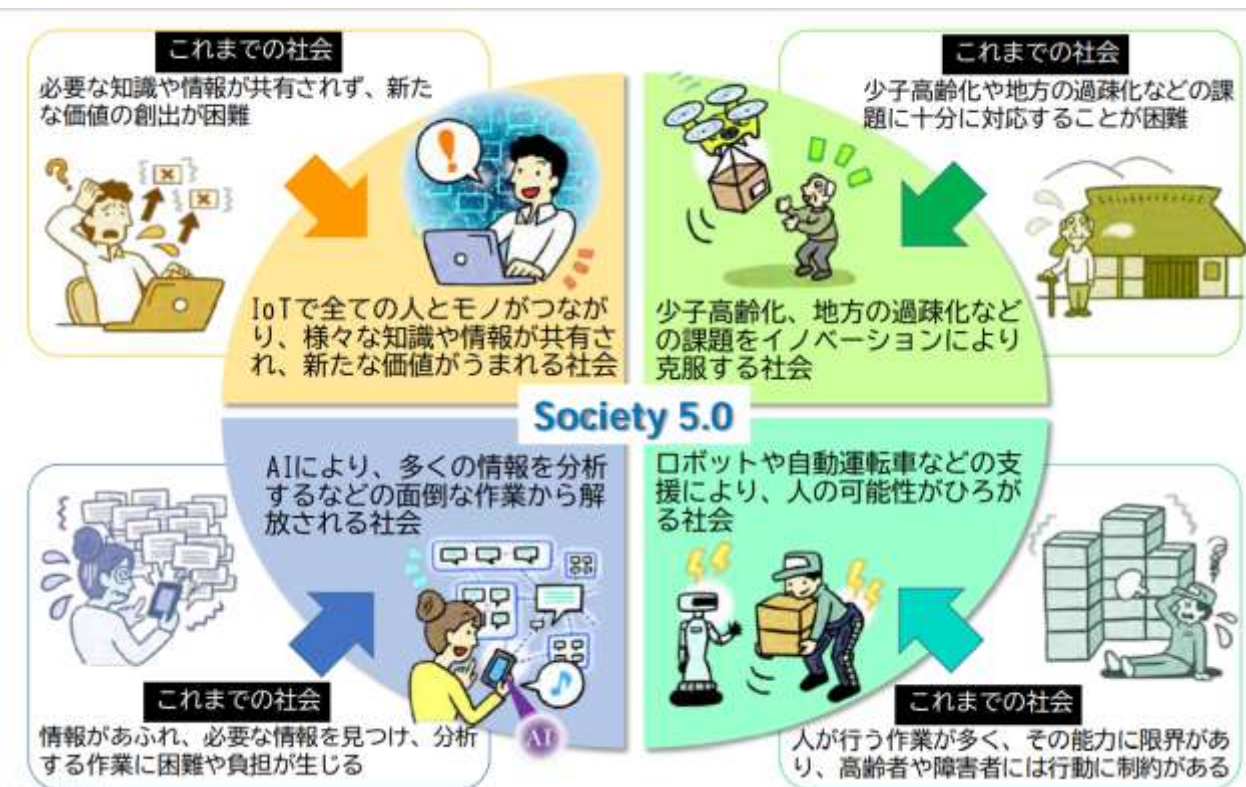 これまでの社会
必要な知識や情報が共有されず、新た
な価値の創出が困難
IoTで全ての人とモノがつなが
り、様々な知識や情報が共有さ
れ、新たな価値がうまれる社会
これまでの社会
少子高齢化や地方の過疎化などの課
題に十分に対応することが困難
少子高齢化、地方の過疎化など
の課題をイノベーションにより
克服する社会
Society 5.0
AIにより、多くの情報を分析
するなどの面倒な作業から解
放される社会
AI
これまでの社会
情報があふれ、必要な情報を見つけ、分析
する作業に困難や負担が生じる
ロボットや自動運転車などの支
援により、人の可能性がひろが
る社会
これまでの社会
人が行う作業が多く、その能力に限界があ
り、高齢者や障害者には行動に制約がある